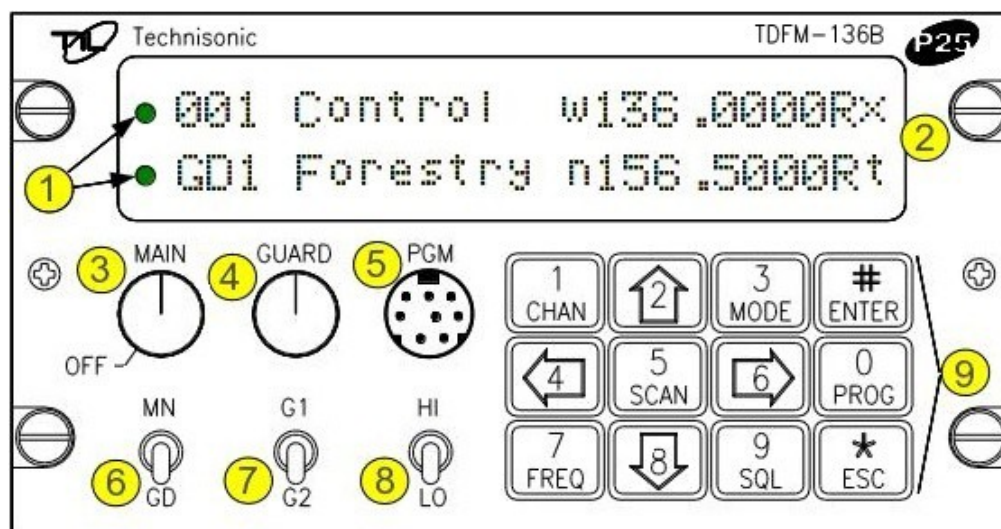 TiL Technisonic TDFM-136B P25
001 Control w136.0000Rx
GD1 Forestry n156.5000Rt
1 2
3 MAIN 4 GUARD 5 PGM
OFF
1 CHAN 2 3 MODE # ENTER
4 5 SCAN 6 0 PROG
7 FREQ 8 9 SQL * ESC
9
MN G1 HI
6 7 8
GD G2 LO